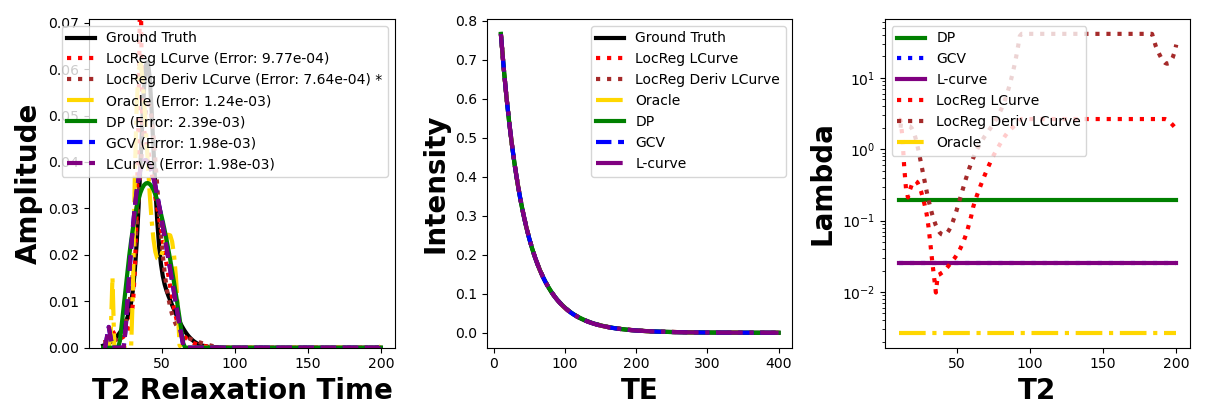 0.07
0.06
0.05
0.04
0.03
0.02
0.01
0.00
50
100
150
200
Amplitude
T2 Relaxation Time
Ground Truth
LocReg LCurve (Error: 9.77e-04)
LocReg Deriv LCurve (Error: 7.64e-04) *
Oracle (Error: 1.24e-03)
DP (Error: 2.39e-03)
GCV (Error: 1.98e-03)
LCurve (Error: 1.98e-03)
0.8
0.7
0.6
0.5
0.4
0.3
0.2
0.1
0.0
0
100
200
300
400
Intensity
TE
Ground Truth
LocReg LCurve
LocReg Deriv LCurve
Oracle
DP
GCV
L-curve
10¹
10⁰
10⁻¹
10⁻²
50
100
150
200
Lambda
T2
DP
GCV
L-curve
LocReg LCurve
LocReg Deriv LCurve
Oracle